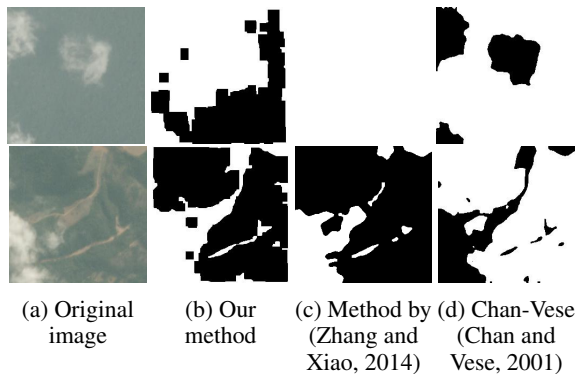 (a) Original
image
(b) Our
method
(c) Method by
(Zhang and
Xiao, 2014)
(d) Chan-Vese
(Chan and
Vese, 2001)